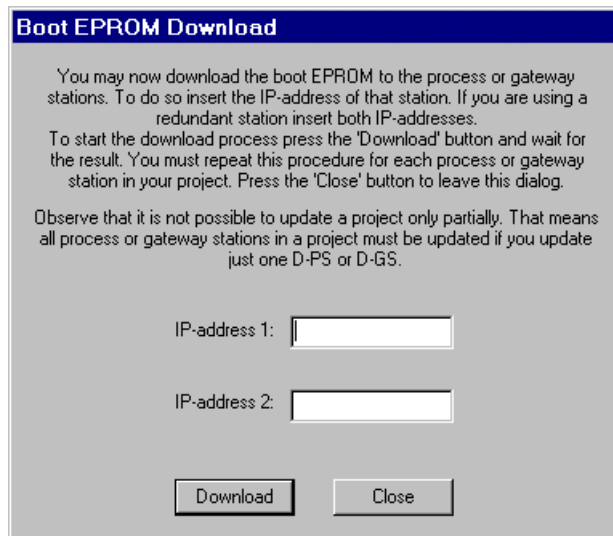 Boot EPROM Download
You may now download the boot EPROM to the process or gateway
stations. To do so insert the IP-address of that station. If you are using a
redundant station insert both IP-addresses.
To start the download process press the 'Download' button and wait for
the result. You must repeat this procedure for each process or gateway
station in your project. Press the 'Close' button to leave this dialog.
Observe that it is not possible to update a project only partially. That means
all process or gateway stations in a project must be updated if you update
just one D-PS or D-GS.
IP-address 1:
IP-address 2:
Download Close